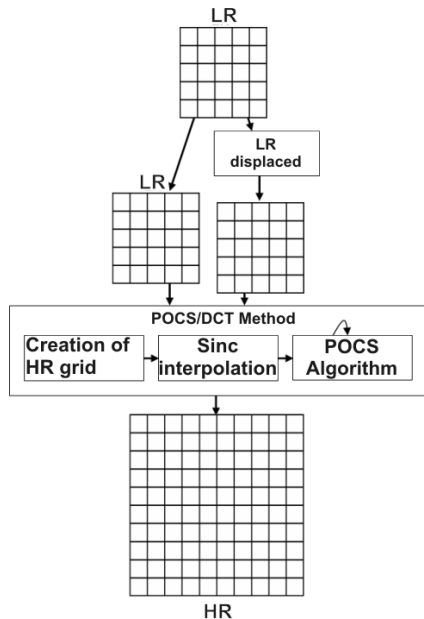 LR
LR
displaced
LR
POCS/DCT Method
Creation of
HR grid
Sinc
interpolation
POCS
Algorithm
HR